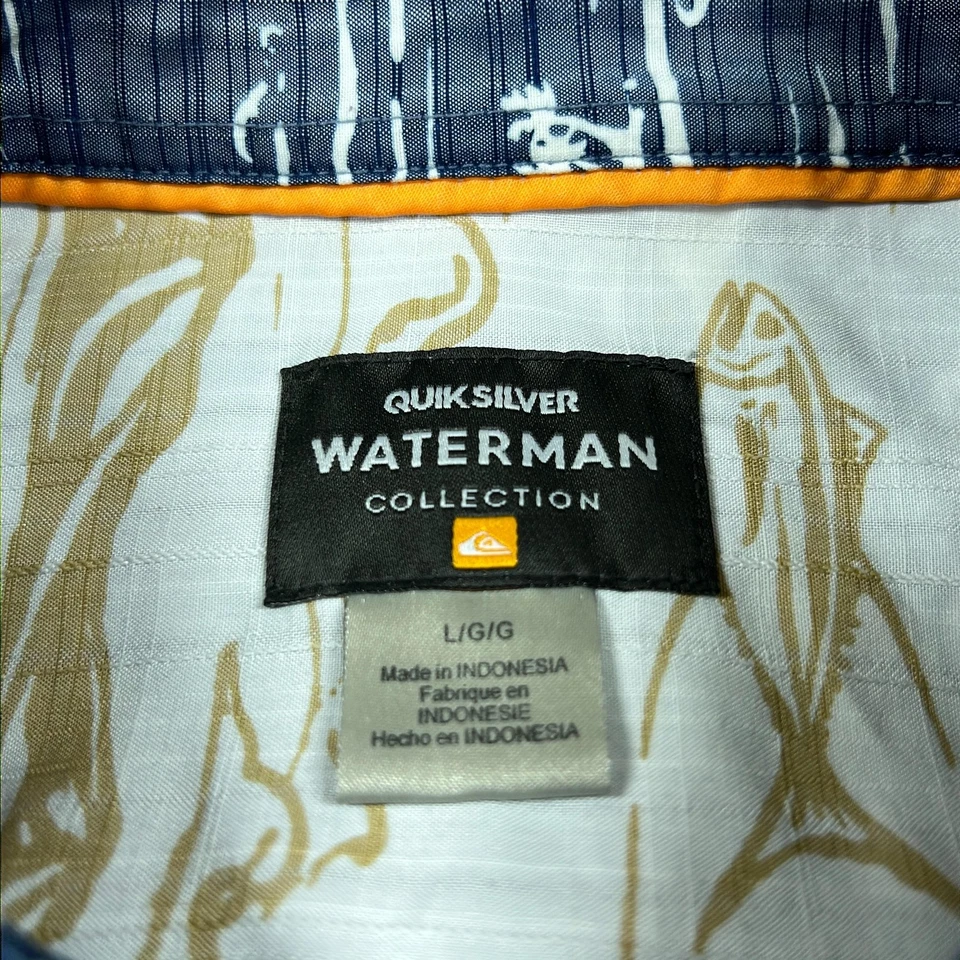 QUIKSILVER
WATERMAN
COLLECTION
L/G/G
Made in INDONESIA
Fabrique en
INDONESIE
Hecho en INDONESIA